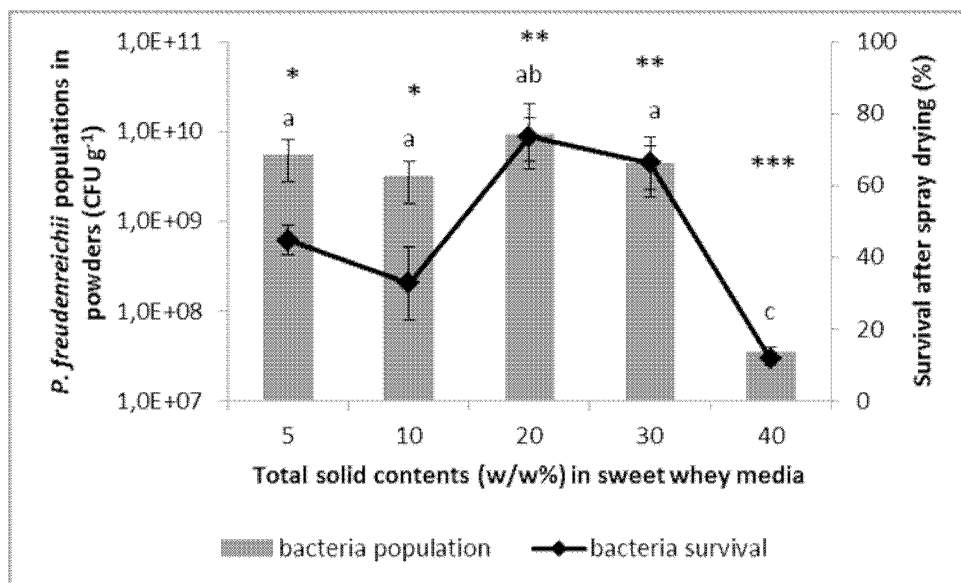 P. freudenreichii populations in
powders (CFU g-1)
1,0E+11
1,0E+10
1,0E+09
1,0E+08
1,0E+07
* * ** ** ***
a a ab a c
100
80
60
40
20
0
Survival after spray drying (%)
5 10 20 30 40
Total solid contents (w/w%) in sweet whey media
bacteria population bacteria survival